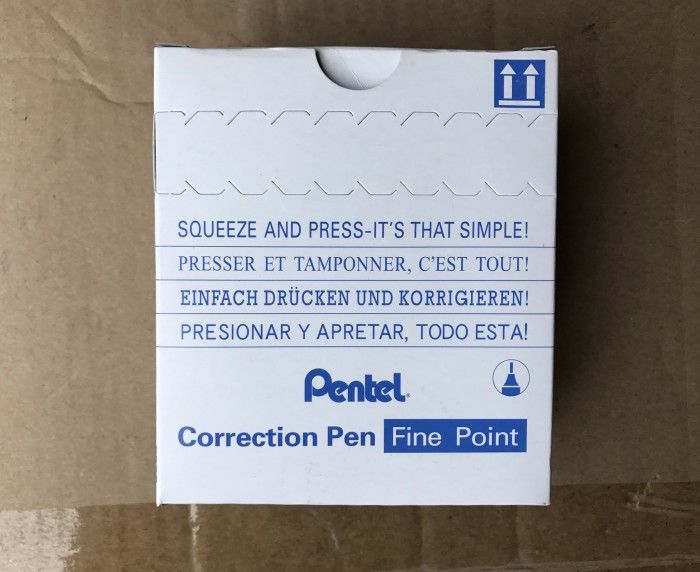 SQUEEZE AND PRESS-IT'S THAT SIMPLE!
PRESSER ET TAMPONNER, C'EST TOUT!
EINFACH DRÜCKEN UND KORRIGIEREN!
PRESIONAR Y APRETAR, TODO ESTA!
Pentel®
Correction Pen Fine Point